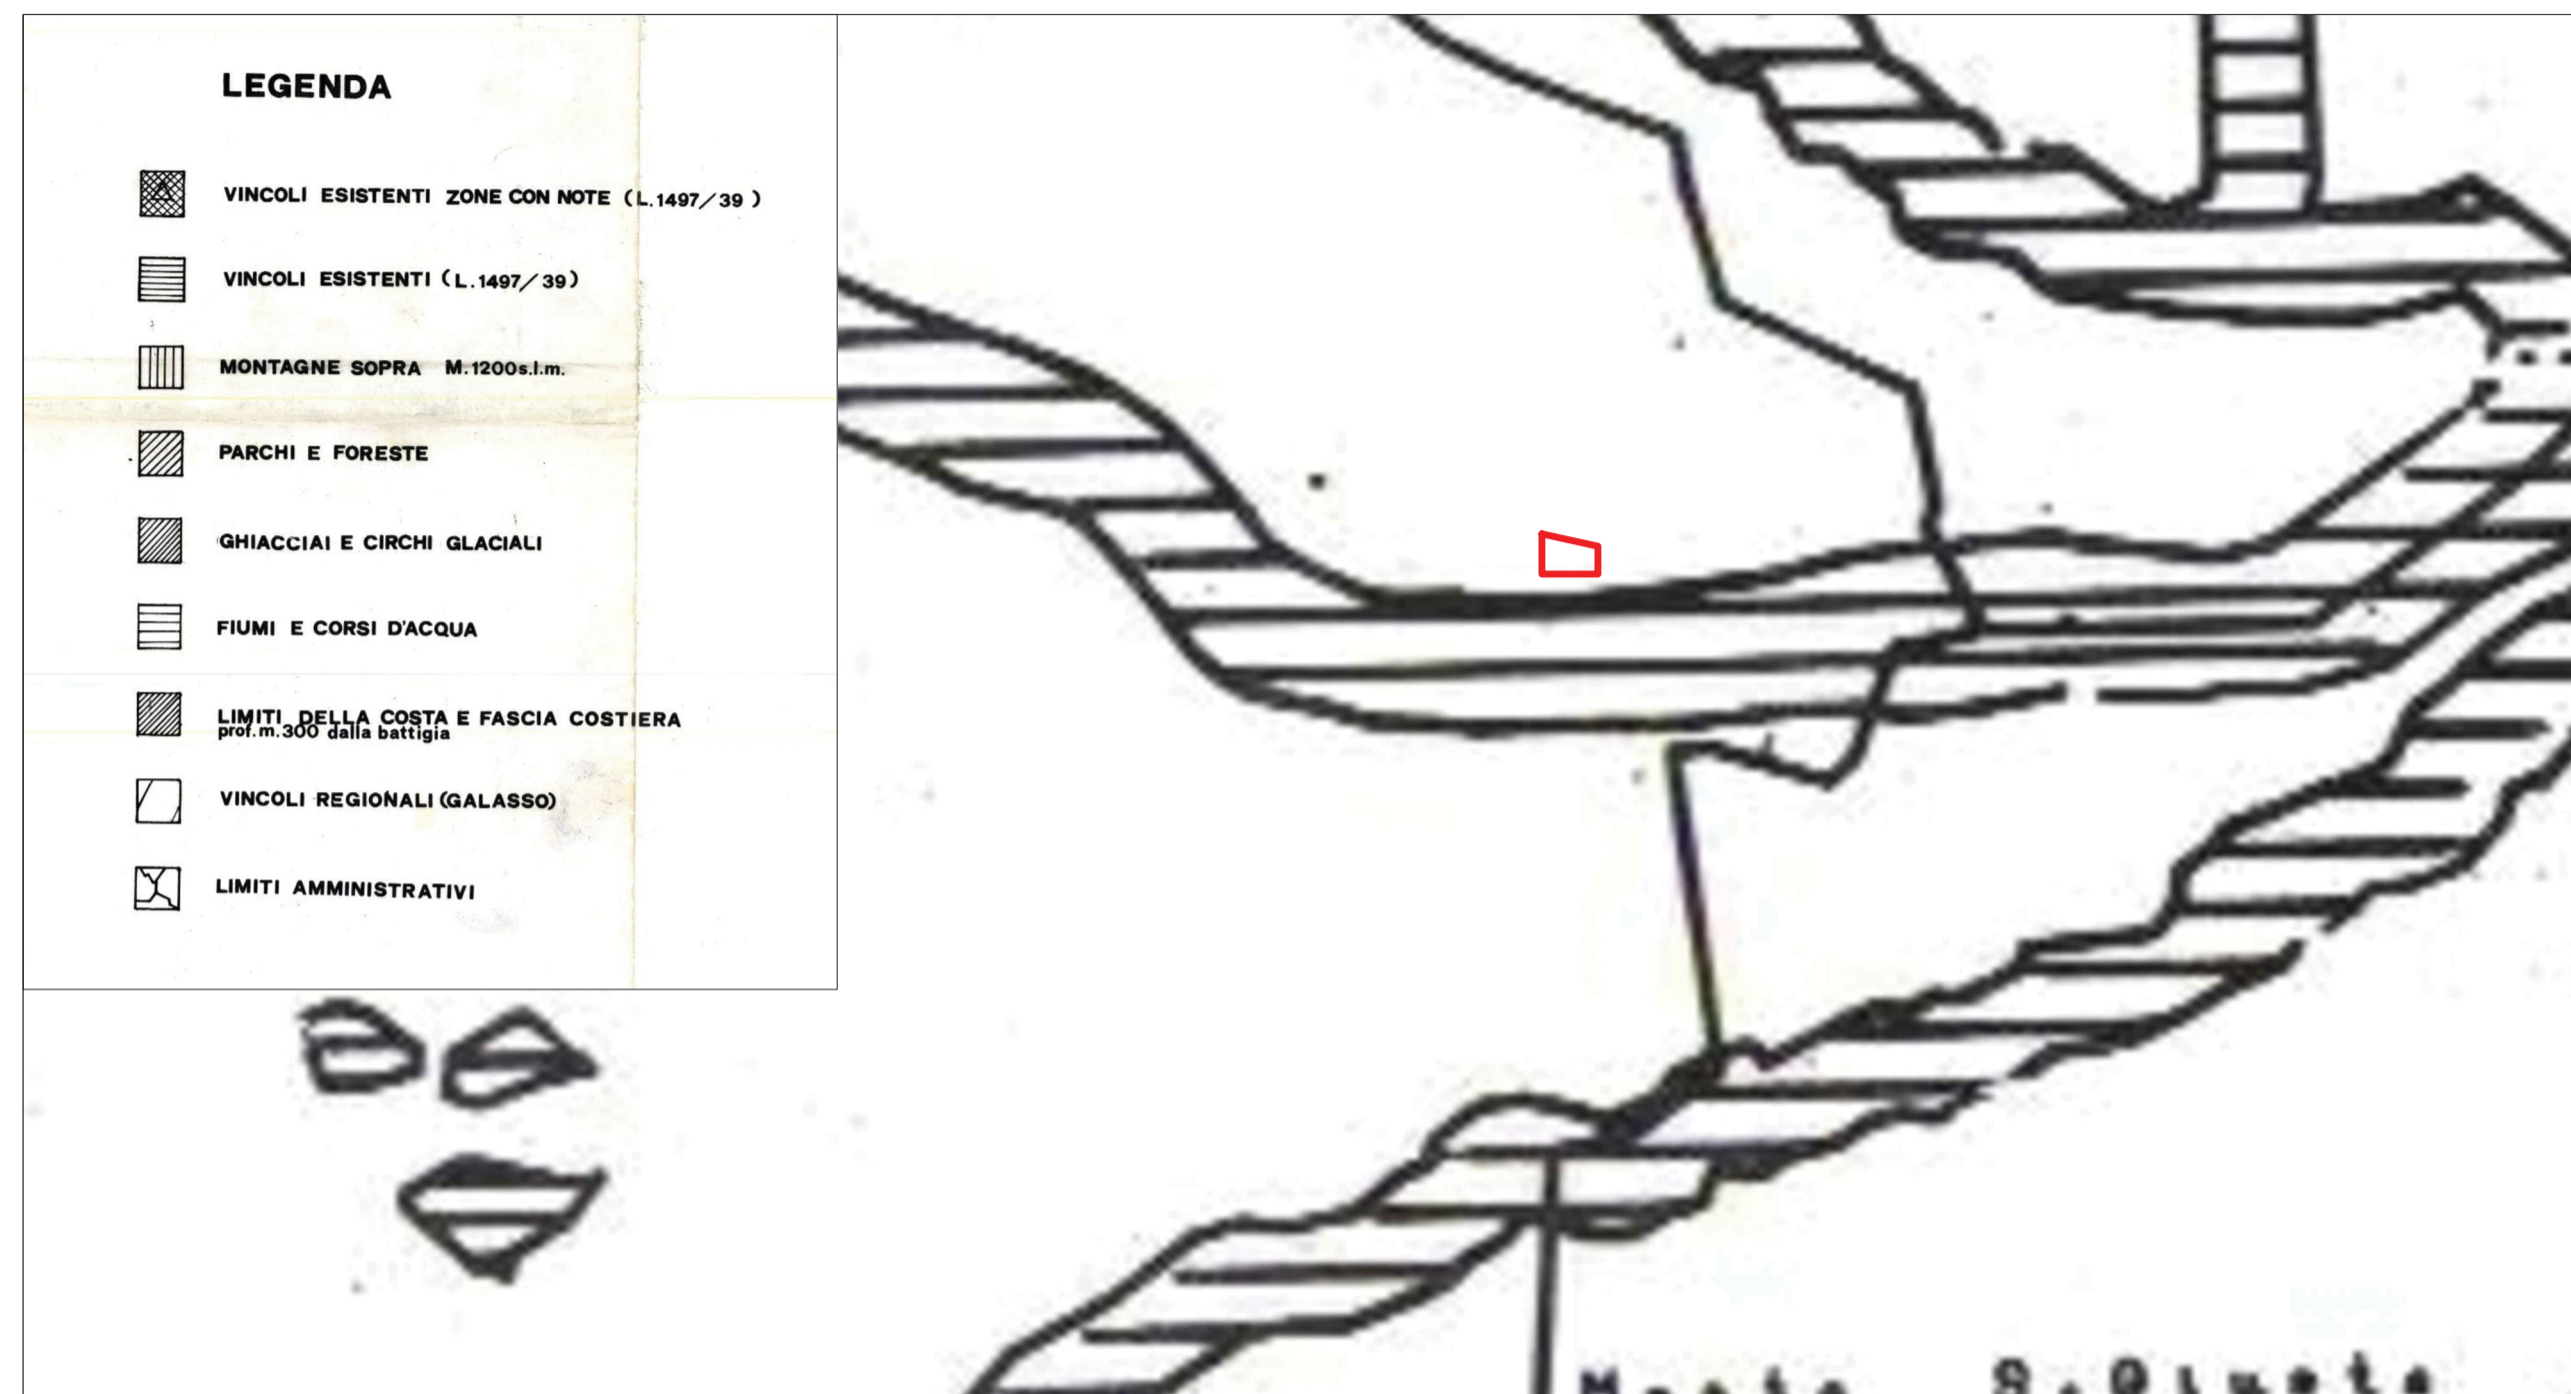 LEGENDA
VINCOLI ESISTENTI ZONE CON NOTE (L.1497/39)
VINCOLI ESISTENTI (L.1497/39)
MONTAGNE SOPRA M.1200s.l.m.
PARCHI E FORESTE
GHIACCIAI E CIRCHI GLACIALI
FIUMI E CORSI D'ACQUA
LIMITI DELLA COSTA E FASCIA COSTIERA
prof.m.300 dalla battigia
VINCOLI REGIONALI (GALASSO)
LIMITI AMMINISTRATIVI